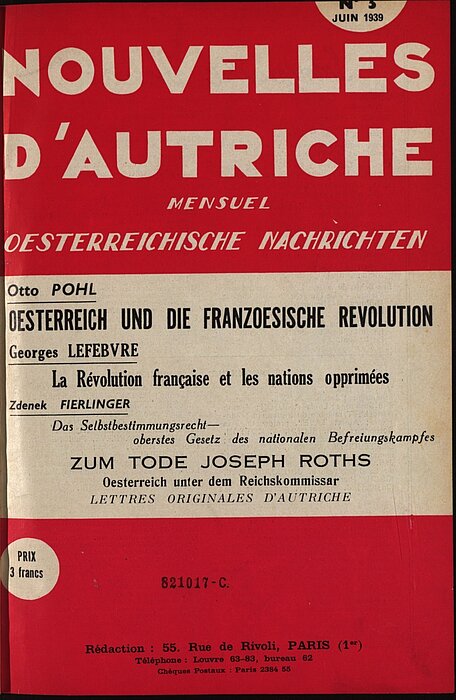 N° 3
JUIN 1939
NOUVELLES
D'AUTRICHE
MENSUEL
OESTERREICHISCHE NACHRICHTEN
Otto POHL
OESTERREICH UND DIE FRANZOESISCHE REVOLUTION
Georges LEFEBVRE
La Révolution française et les nations opprimées
Zdenek FIERLINGER
Das Selbstbestimmungsrecht—
oberstes Gesetz des nationalen Befreiungskampfes
ZUM TODE JOSEPH ROTHS
Oesterreich unter dem Reichskommissar
LETTRES ORIGINALES D'AUTRICHE
PRIX
3 francs
821017-C.
Rédaction : 55, Rue de Rivoli, PARIS (1er)
Téléphone : Louvre 63-83, bureau 62
Chèques Postaux : Paris 2364 55